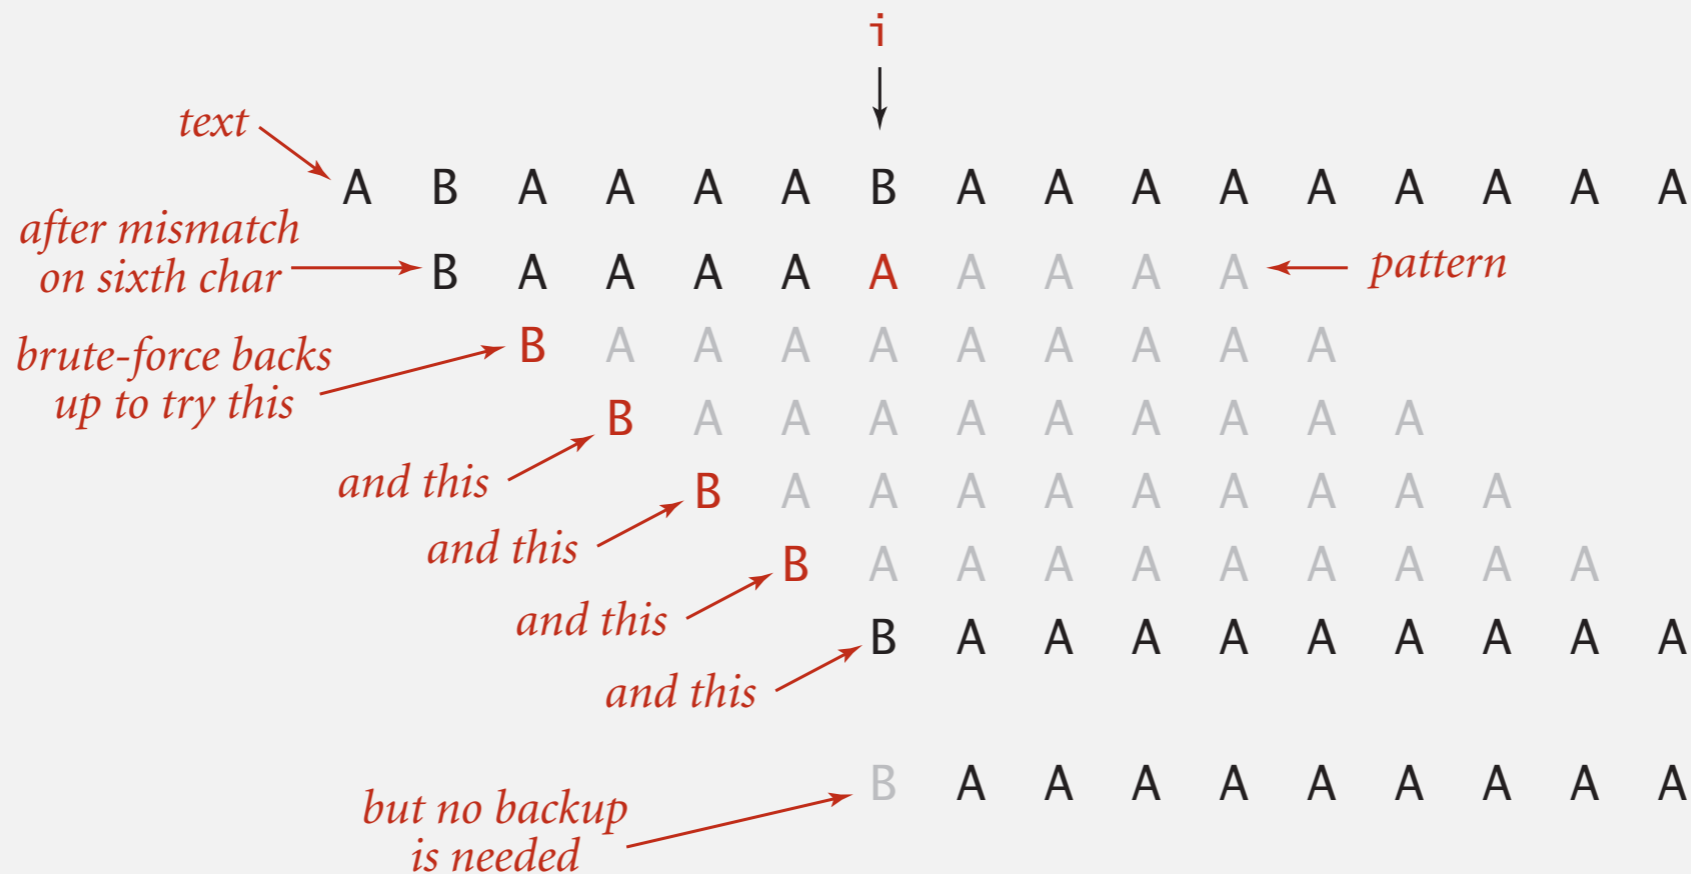 i
text
A B A A A A B A A A A A A A A A
after mismatch
on sixth char
B A A A A A A A A A
pattern
brute-force backs
up to try this
B A A A A A A A A A
and this
B A A A A A A A A A
and this
B A A A A A A A A A
and this
B A A A A A A A A A
and this
B A A A A A A A A A
but no backup
is needed
B A A A A A A A A A